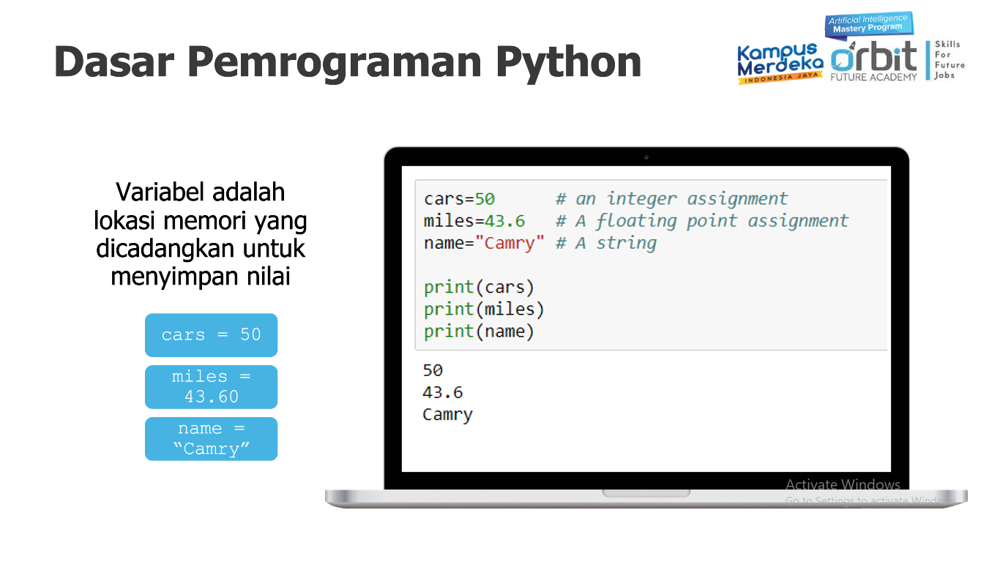 Dasar Pemrograman Python
Artificial Intelligence
Mastery Program
Kampus
Merdeka
INDONESIA JAYA
orbit
FUTURE ACADEMY
Skills
For
Future
Jobs
Variabel adalah
lokasi memori yang
dicadangkan untuk
menyimpan nilai
cars = 50
miles =
43.60
name =
“Camry”
cars=50 # an integer assignment
miles=43.6 # A floating point assignment
name="Camry" # A string
print(cars)
print(miles)
print(name)
50
43.6
Camry
Activate Windows
Go to Settings to activate Windows.